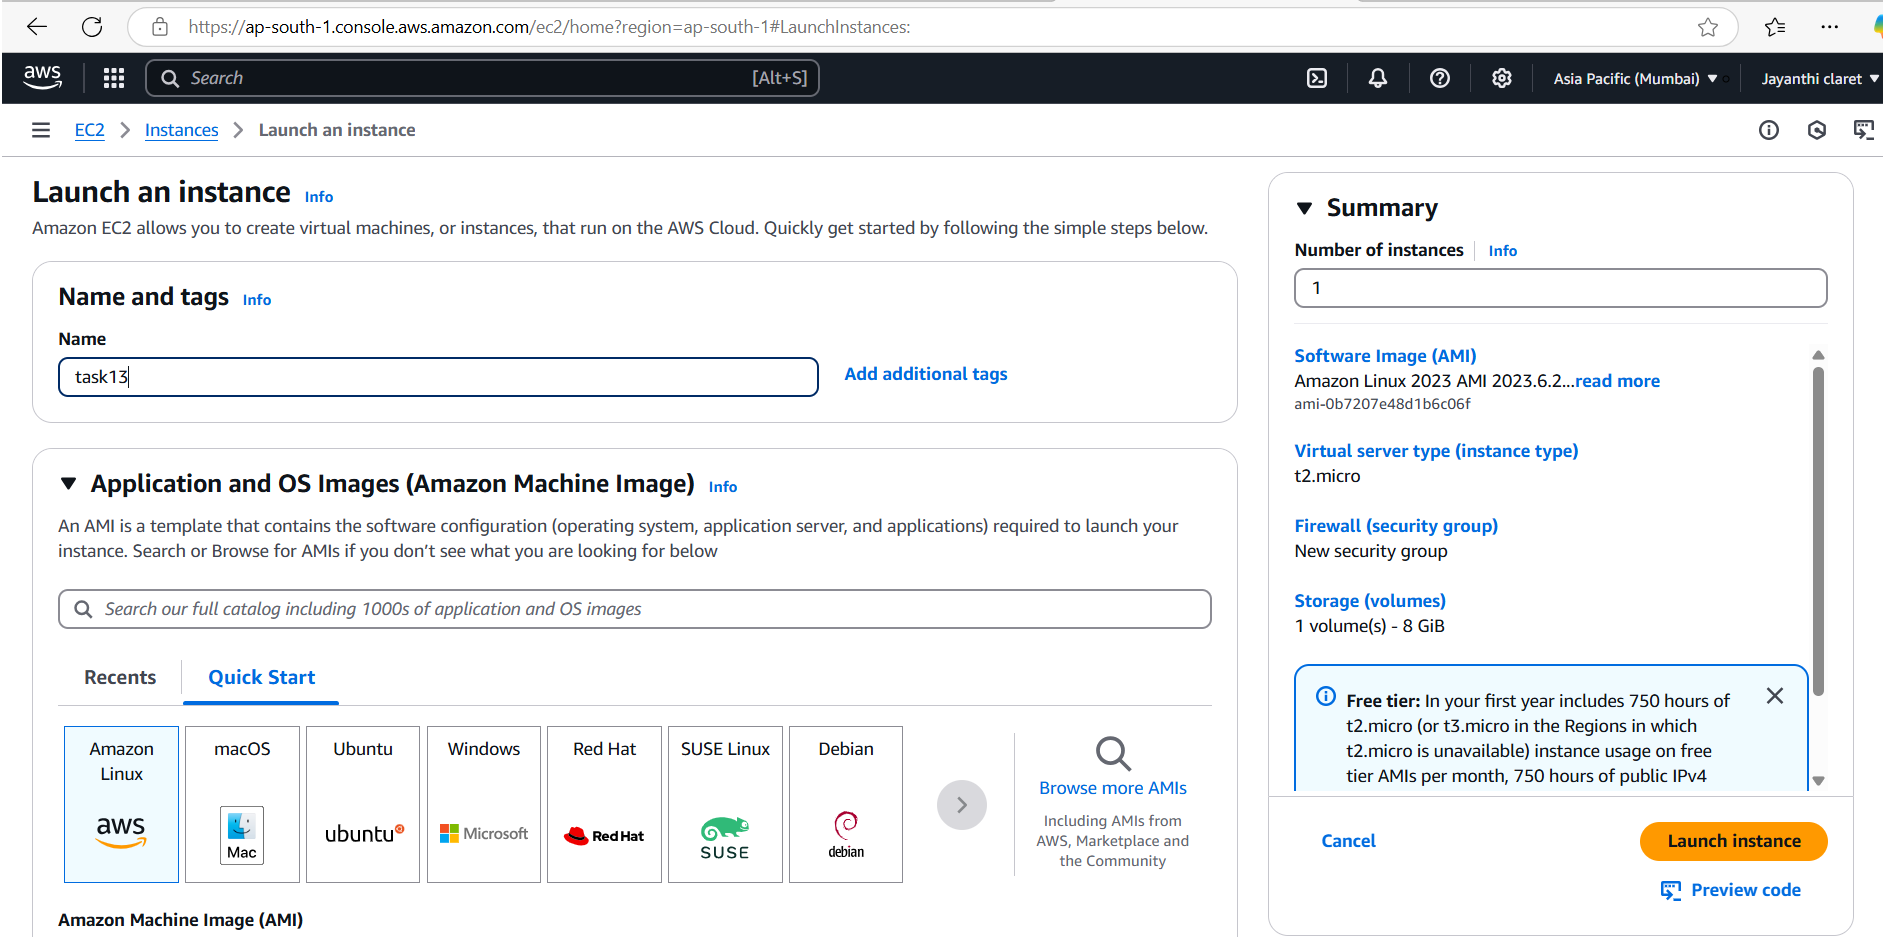 https://ap-south-1.console.aws.amazon.com/ec2/home?region=ap-south-1#LaunchInstances:
aws
Search
[Alt+S]
Asia Pacific (Mumbai)
Jayanthi claret
EC2
Instances
Launch an instance
Launch an instance
Info
Amazon EC2 allows you to create virtual machines, or instances, that run on the AWS Cloud. Quickly get started by following the simple steps below.
Name and tags
Info
Name
task13
Add additional tags
Application and OS Images (Amazon Machine Image)
Info
An AMI is a template that contains the software configuration (operating system, application server, and applications) required to launch your
instance. Search or Browse for AMIs if you don’t see what you are looking for below
Search our full catalog including 1000s of application and OS images
Recents
Quick Start
Amazon
Linux
aws
macOS
Mac
Ubuntu
ubuntu
Windows
Microsoft
Red Hat
Red Hat
SUSE Linux
SUSE
Debian
debian
Browse more AMIs
Including AMIs from
AWS, Marketplace and
the Community
Amazon Machine Image (AMI)
Summary
Number of instances
Info
1
Software Image (AMI)
Amazon Linux 2023 AMI 2023.6.2...read more
ami-0b7207e48d1b6c06f
Virtual server type (instance type)
t2.micro
Firewall (security group)
New security group
Storage (volumes)
1 volume(s) - 8 GiB
Free tier: In your first year includes 750 hours of
t2.micro (or t3.micro in the Regions in which
t2.micro is unavailable) instance usage on free
tier AMIs per month, 750 hours of public IPv4
Cancel
Launch instance
Preview code